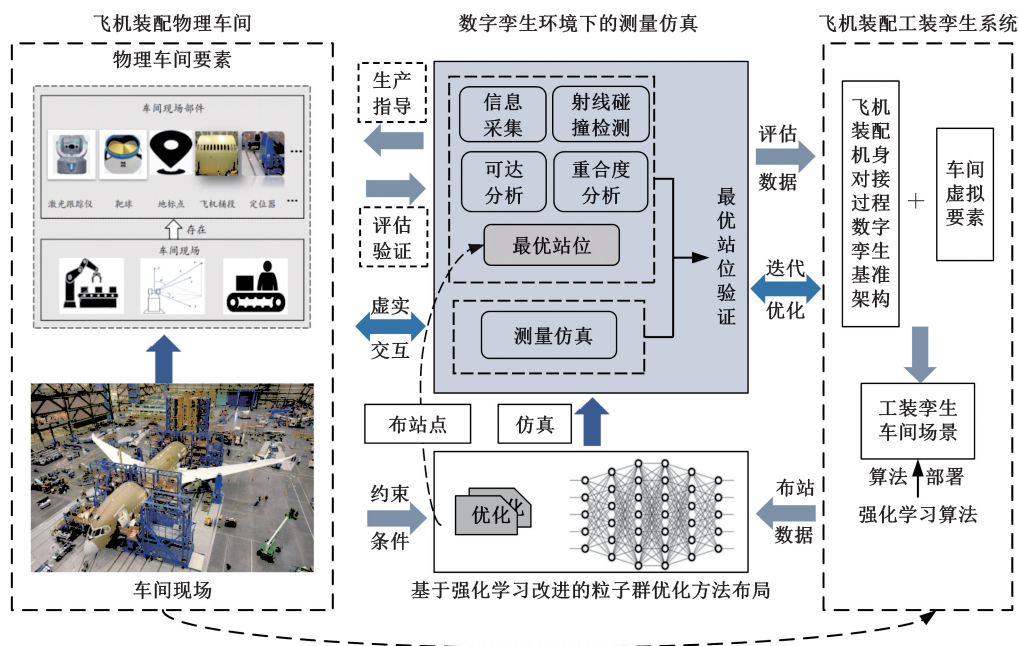 飞机装配物理车间
物理车间要素
车间现场部件
激光跟踪仪
靶球
地标点
飞机桶段
定位器
...
...
存在
车间现场
车间现场
生产
指导
评估
验证
虚实
交互
约束
条件
数字孪生环境下的测量仿真
信息
采集
射线碰
撞检测
可达
分析
重合度
分析
最优站位
测量仿真
最优站位验证
布站点
仿真
优化
化
基于强化学习改进的粒子群优化方法布局
评估
数据
迭代
优化
布站
数据
飞机装配工装孪生系统
飞机
装配
机身
对接
过程
数字
孪生
基准
架构
+
车间
虚拟
要素
工装孪生
车间场景
算法
部署
强化学习算法